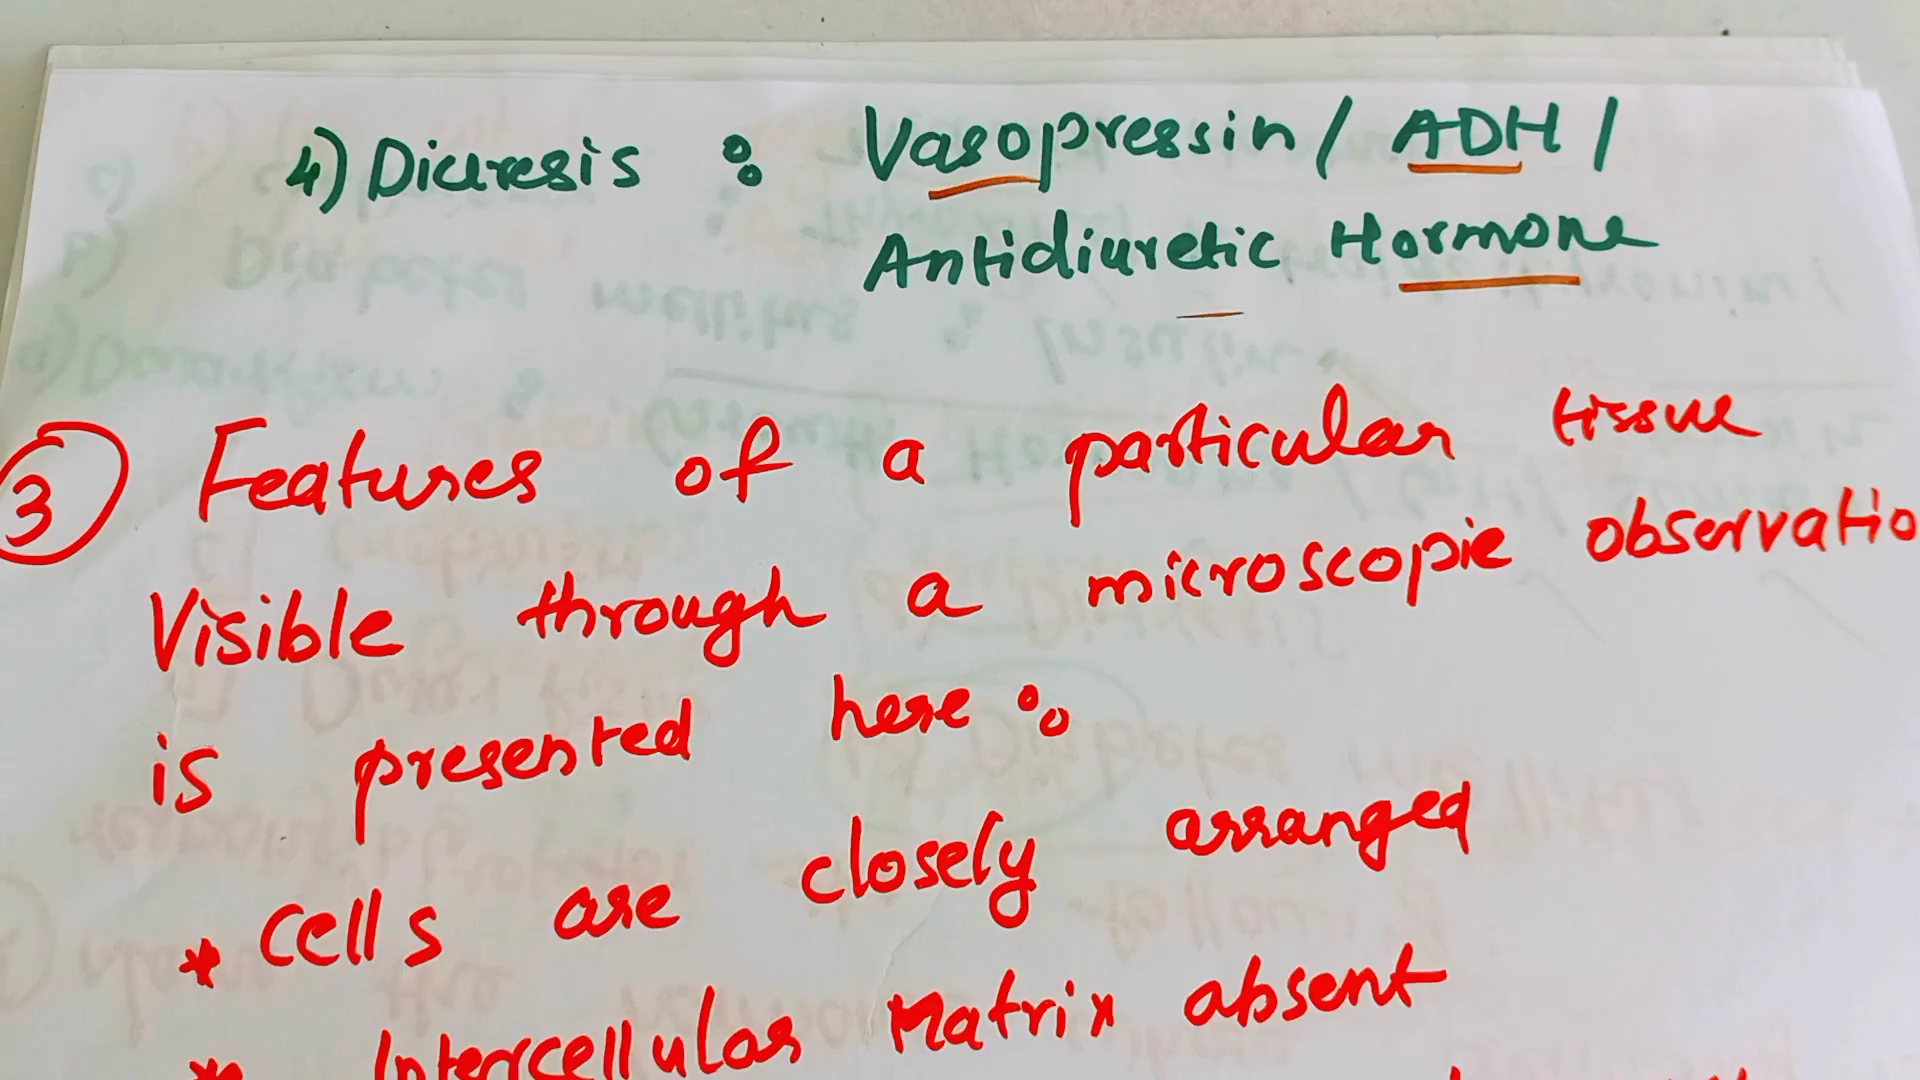 4) Diuresis : Vasopressin / ADH /
Antidiuretic Hormone
3 Features of a particular tissue
Visible through a microscopic observatio
is presented here :
* Cells are closely arranged
* Intercellular Matrix absent